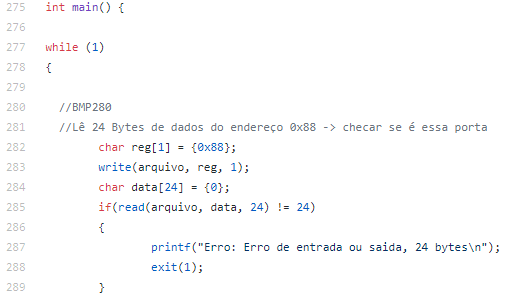 275 int main() {
276
277 while (1)
278 {
279
280 //BMP280
281 //Lê 24 Bytes de dados do endereço 0x88 -> checar se é essa porta
282 char reg[1] = {0x88};
283 write(arquivo, reg, 1);
284 char data[24] = {0};
285 if(read(arquivo, data, 24) != 24)
286 {
287 printf("Erro: Erro de entrada ou saida, 24 bytes\n");
288 exit(1);
289 }